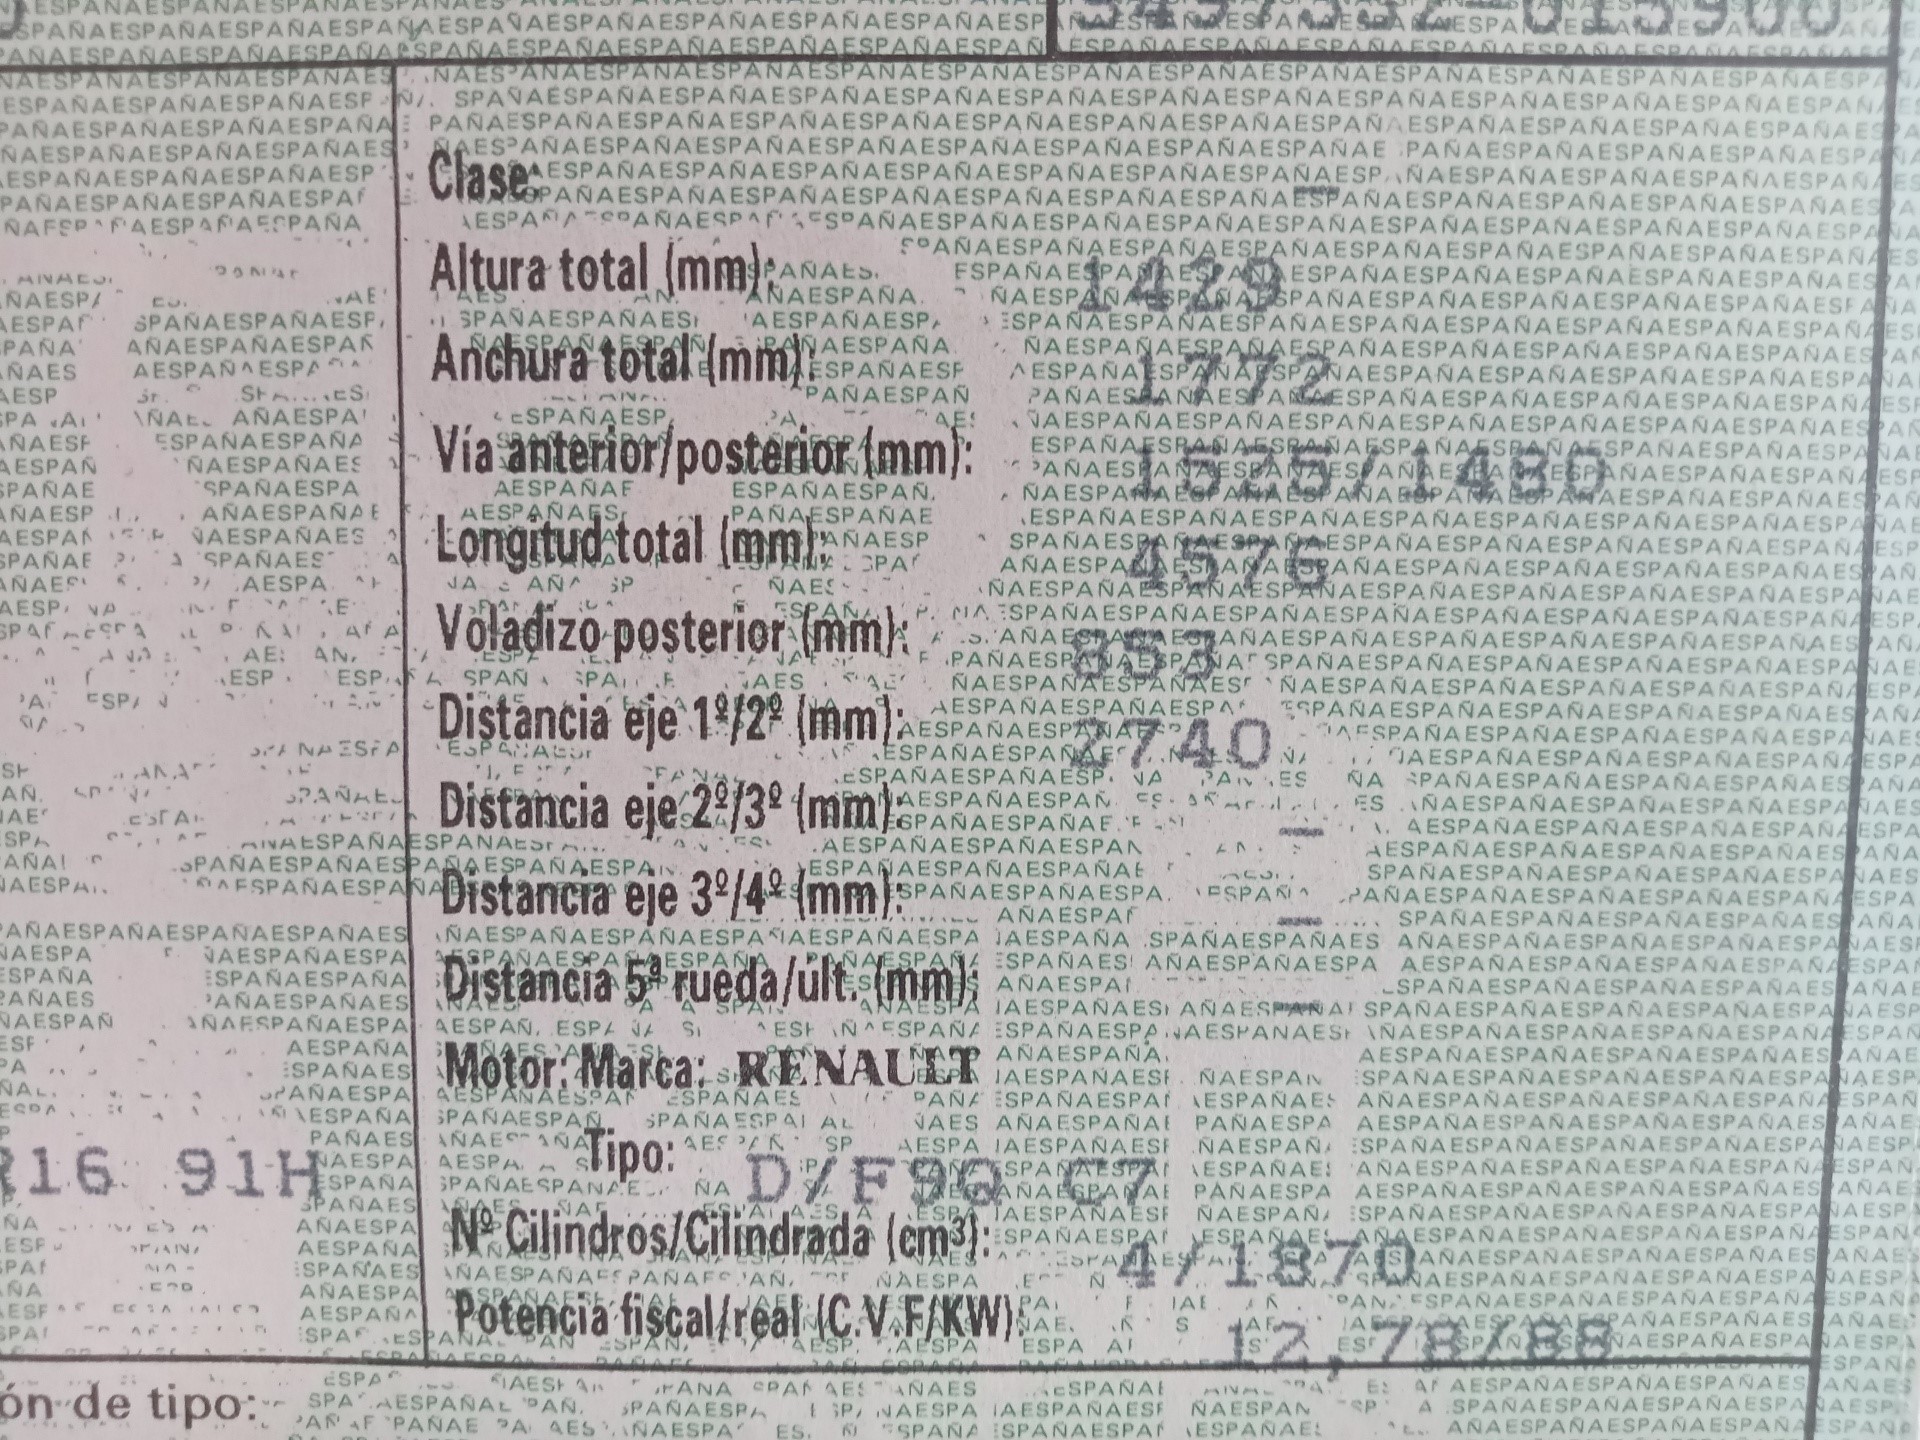 Clase: –
Altura total (mm): 1429
Anchura total (mm): 1772
Vía anterior/posterior (mm): 1525/1480
Longitud total (mm): 4576
Voladizo posterior (mm): 853
Distancia eje 1º/2º (mm): 2740
Distancia eje 2º/3º (mm): –
Distancia eje 3º/4º (mm): –
Distancia 5ª rueda/últ. (mm): –
Motor: Marca: RENAULT
R16 91H
Tipo: D/F9Q C7
Nº Cilindros/Cilindrada (cm³): 4/1870
Potencia fiscal/real (C.V.F/KW): 12,78/88
ón de tipo: